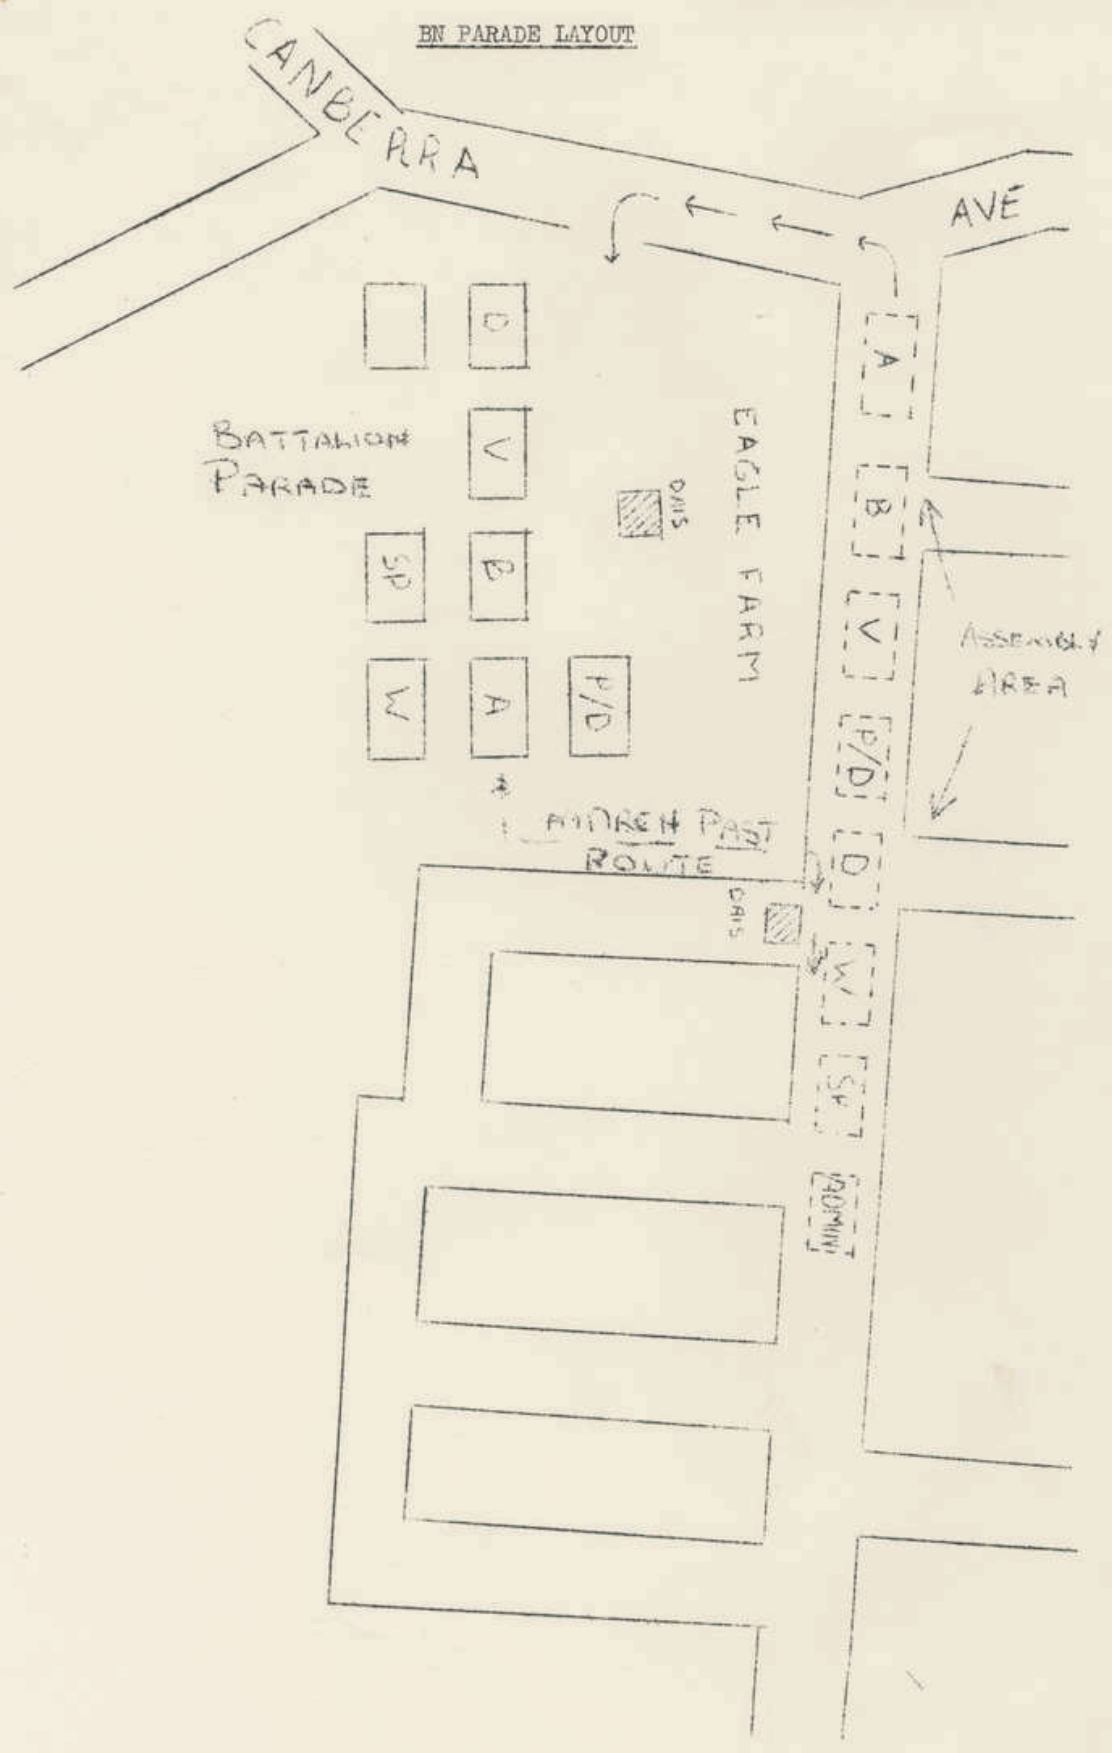 BN PARADE LAYOUT
CANBERRA
AVE
A
D
BATTALION
PARADE
V
EAGLE FARM
DAIS
B
SP
B
V
ASSEMBLY
AREA
W
A
P/D
P/D
MARCH PAST
ROUTE
D
DAIS
W
SP
ADMIN